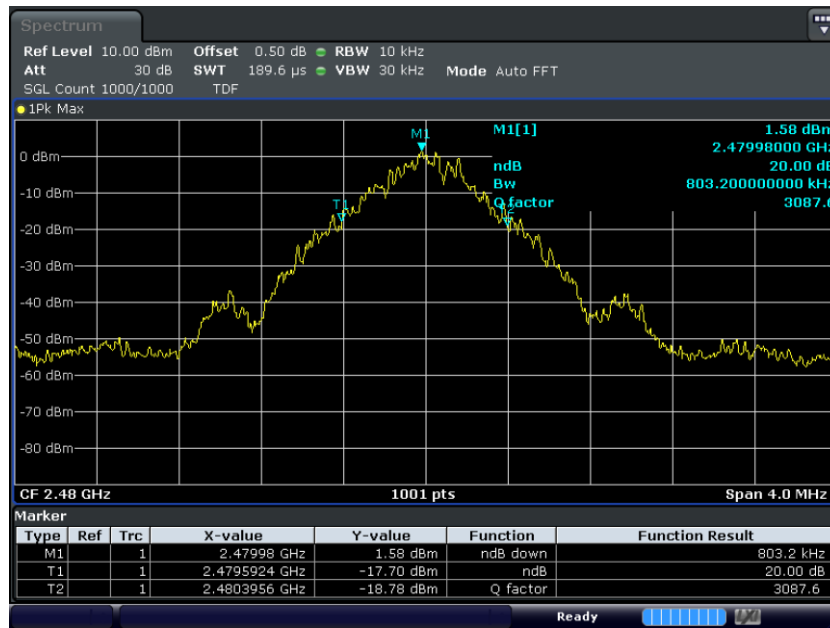 Spectrum
Ref Level 10.00 dBm Offset 0.50 dB RBW 10 kHz
Att 30 dB SWT 189.6 µs VBW 30 kHz Mode Auto FFT
SGL Count 1000/1000 TDF
1Pk Max
M1[1] 1.58 dBm
2.47998000 GHz
ndB 20.00 dB
Bw 803.200000000 kHz
Q factor 3087.6
M1
T1
0 dBm
-10 dBm
-20 dBm
-30 dBm
-40 dBm
-50 dBm
-60 dBm
-70 dBm
-80 dBm
CF 2.48 GHz 1001 pts Span 4.0 MHz
Marker
Type Ref Trc X-value Y-value Function Function Result
M1 1 2.47998 GHz 1.58 dBm ndB down 803.2 kHz
T1 1 2.4795924 GHz -17.70 dBm ndB 20.00 dB
T2 1 2.4803956 GHz -18.78 dBm Q factor 3087.6
Ready